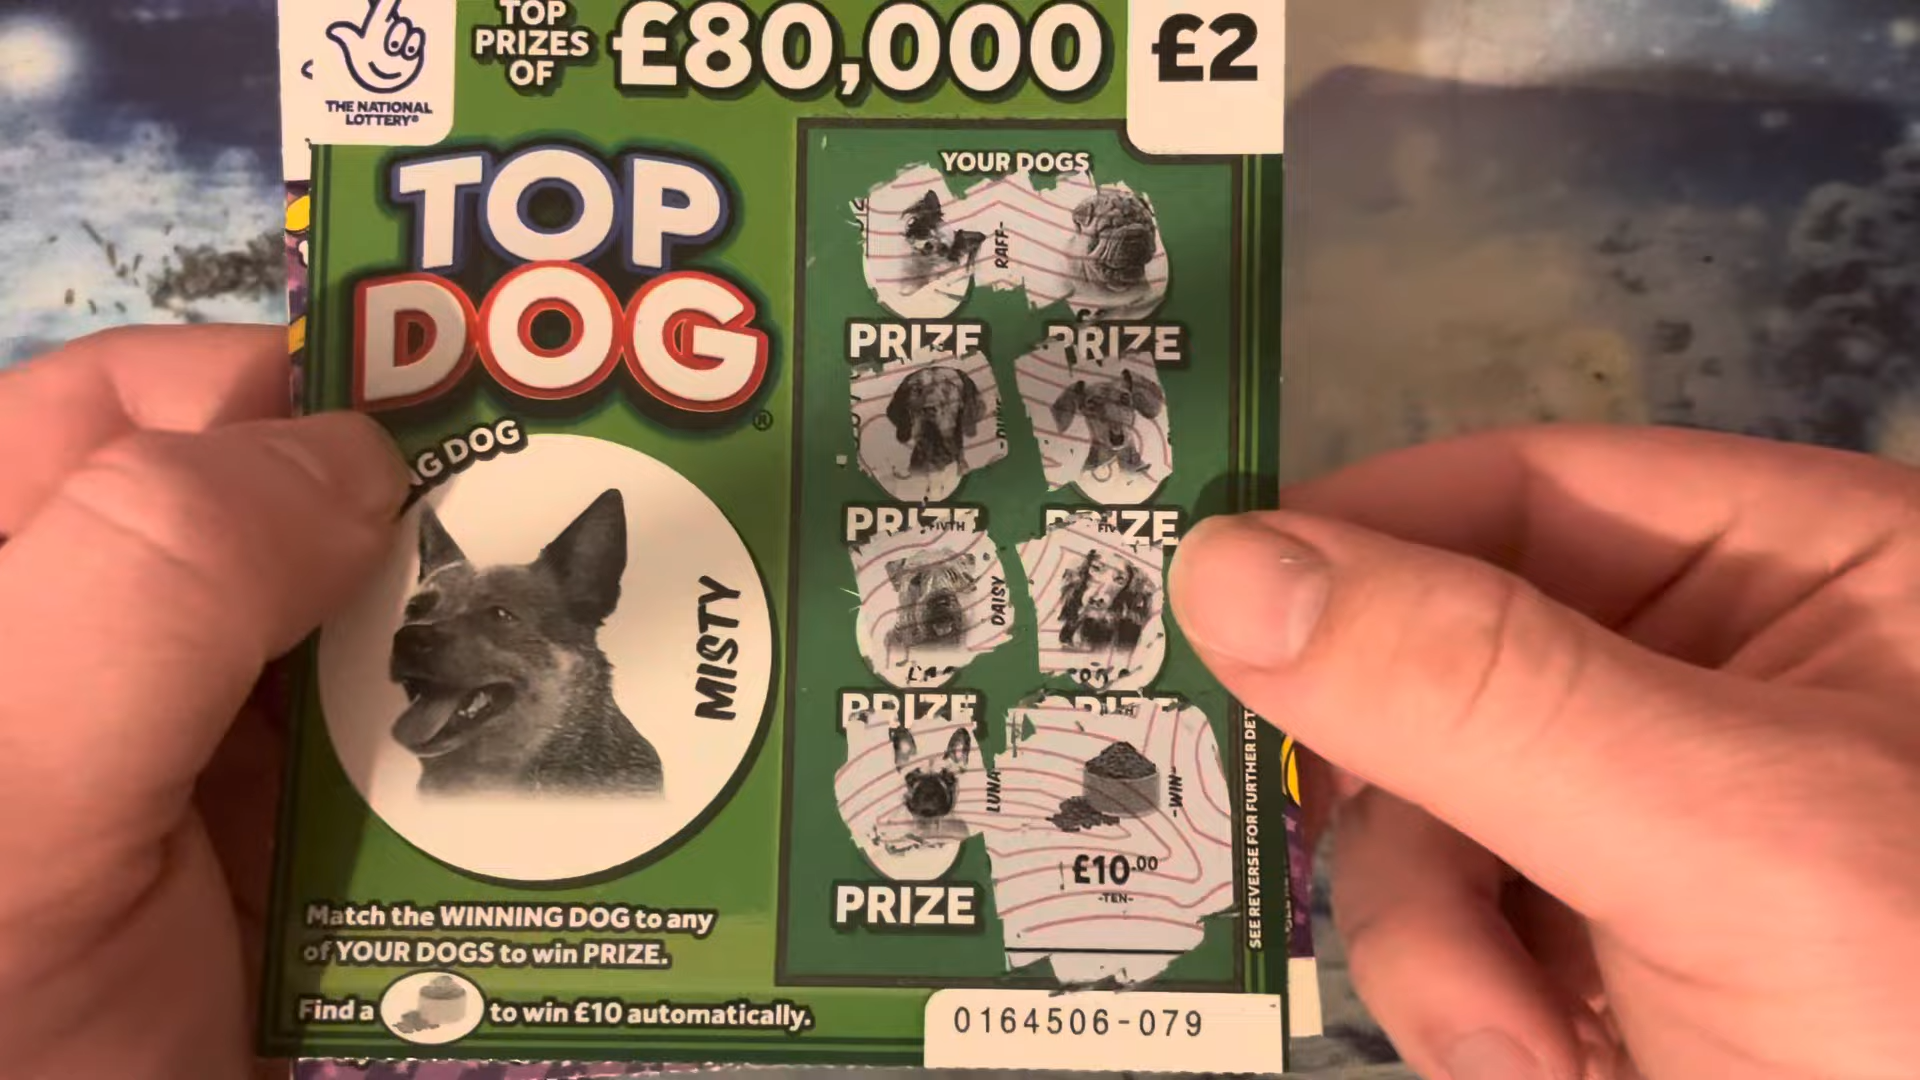 TOP
PRIZES
OF
£80,000
£2
THE NATIONAL
LOTTERY®
TOP
DOG
®
YOUR DOGS
RAFF-
PRIZE
PRIZE
PRIZE
PRIZE
DAISY
DOG
MISTY
PRIZE
PRIZE
LUNA
-WIN-
£10.00
-TEN-
PRIZE
Match the WINNING DOG to any
of YOUR DOGS to win PRIZE.
Find a
to win £10 automatically.
SEE REVERSE FOR FURTHER DET
0164506-079